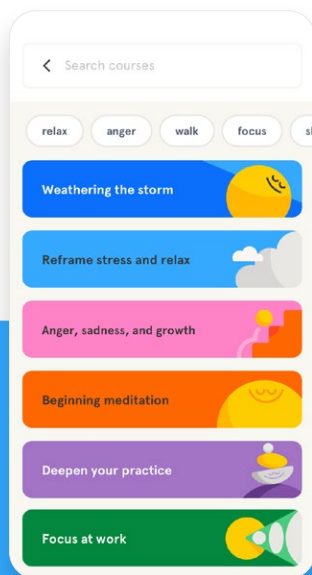 Search courses
relax anger walk focus
Weathering the storm
Reframe stress and relax
Anger, sadness, and growth
Beginning meditation
Deepen your practice
Focus at work